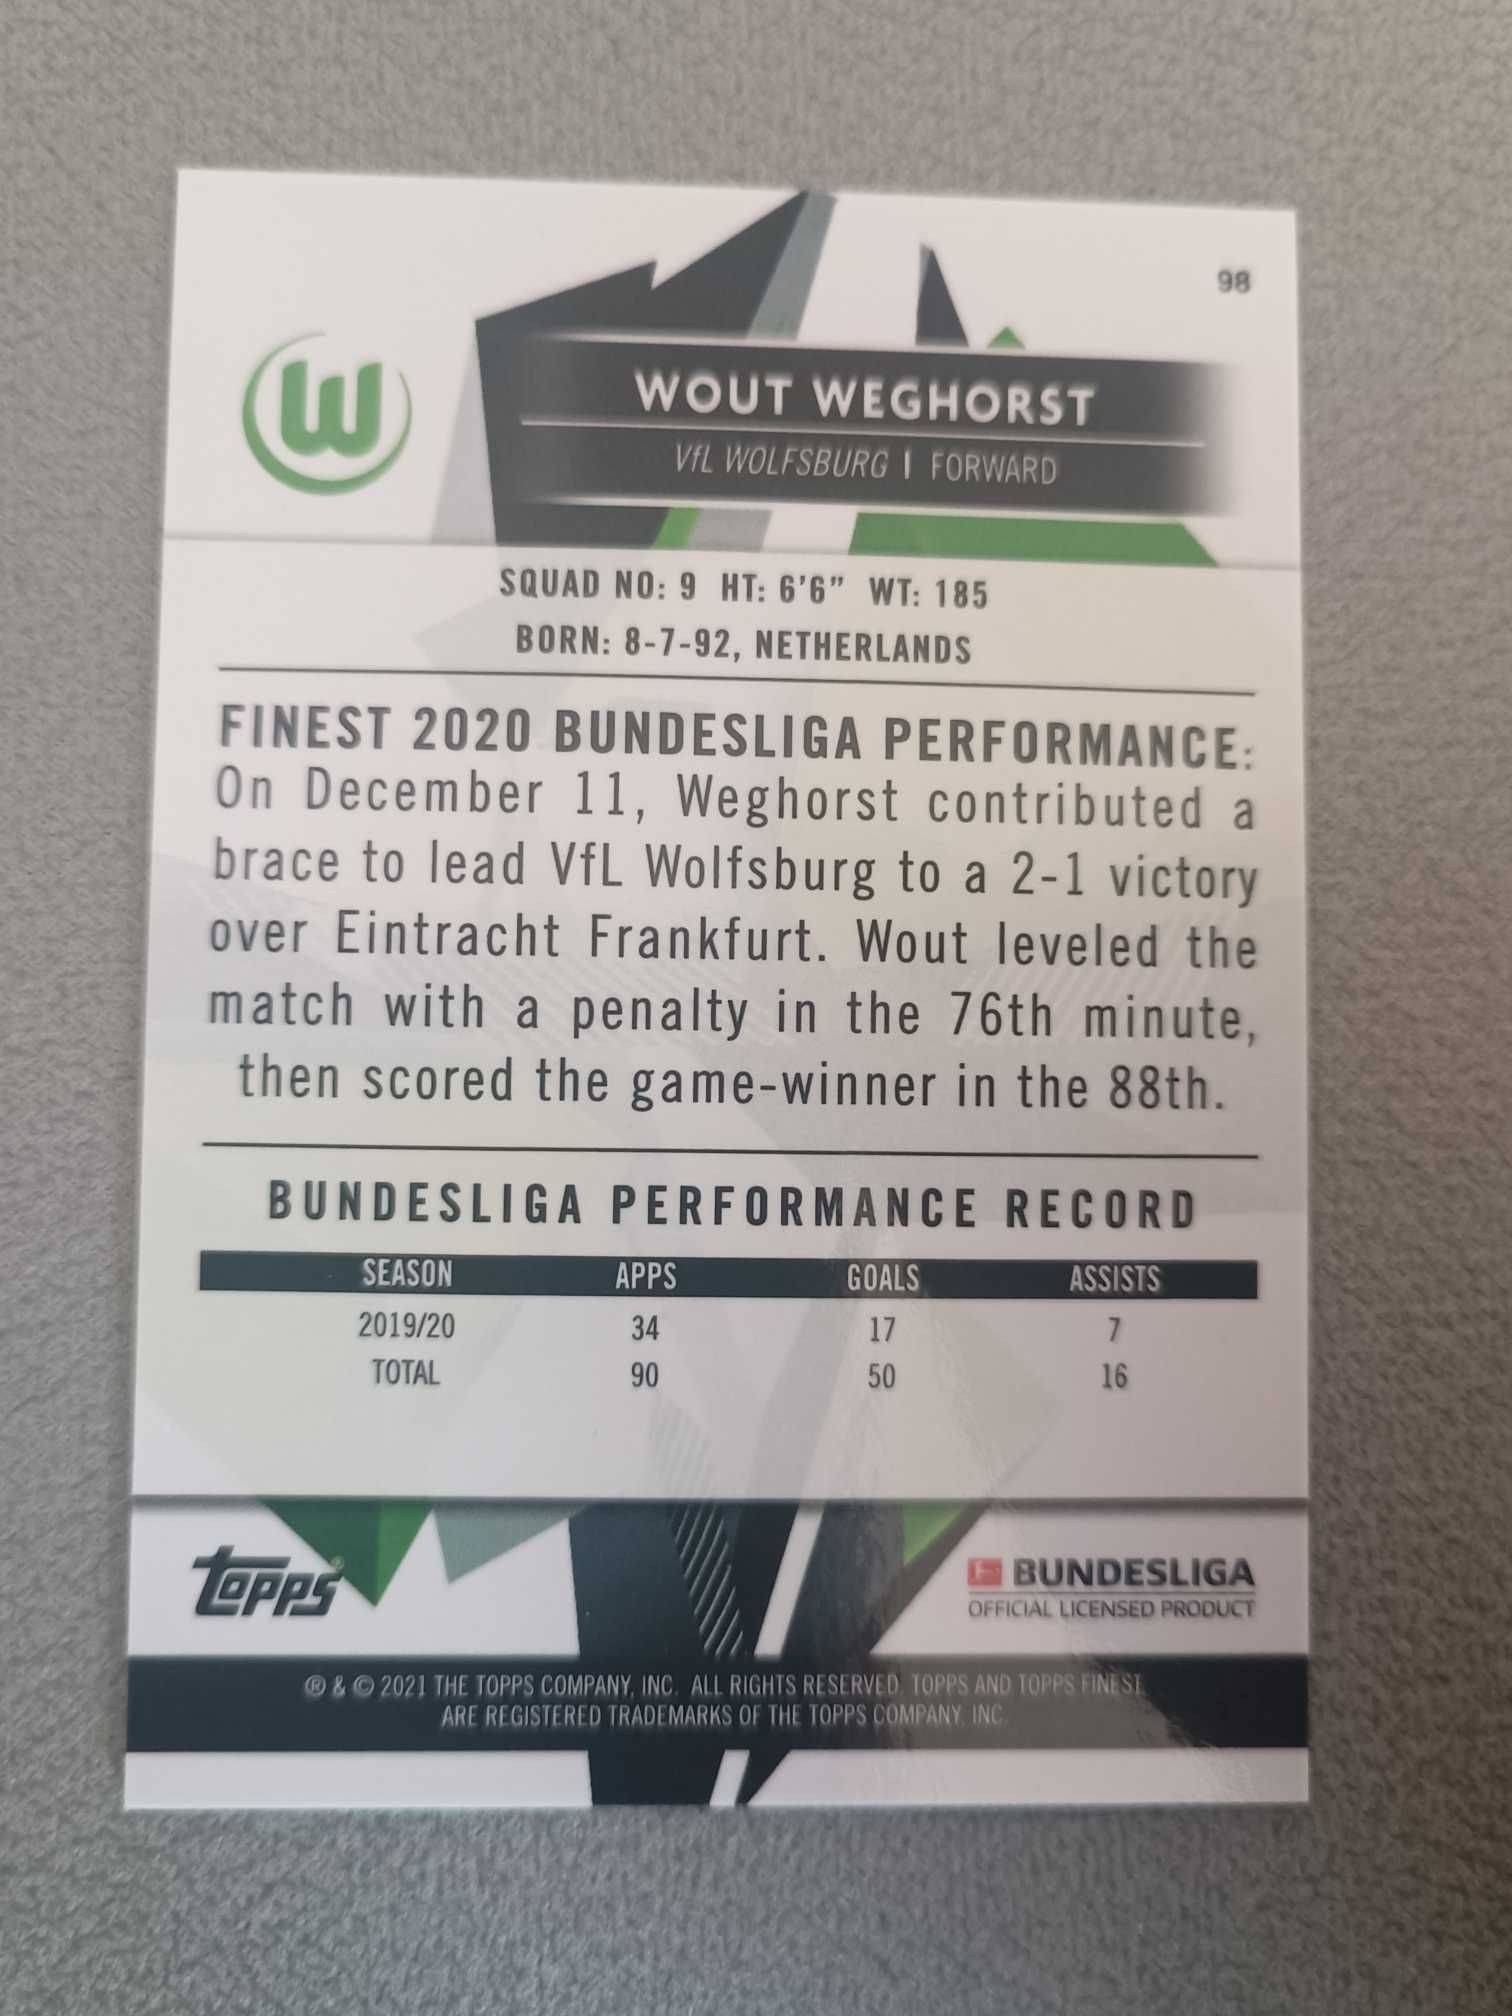 98
W
WOUT WEGHORST
VfL WOLFSBURG | FORWARD
SQUAD NO: 9 HT: 6'6" WT: 185
BORN: 8-7-92, NETHERLANDS
FINEST 2020 BUNDESLIGA PERFORMANCE:
On December 11, Weghorst contributed a
brace to lead VfL Wolfsburg to a 2-1 victory
over Eintracht Frankfurt. Wout leveled the
match with a penalty in the 76th minute,
then scored the game-winner in the 88th.
BUNDESLIGA PERFORMANCE RECORD
SEASON APPS GOALS ASSISTS
2019/20 34 17 7
TOTAL 90 50 16
TOPPS®
BUNDESLIGA
OFFICIAL LICENSED PRODUCT
® & © 2021 THE TOPPS COMPANY, INC. ALL RIGHTS RESERVED. TOPPS AND TOPPS FINEST
ARE REGISTERED TRADEMARKS OF THE TOPPS COMPANY, INC.